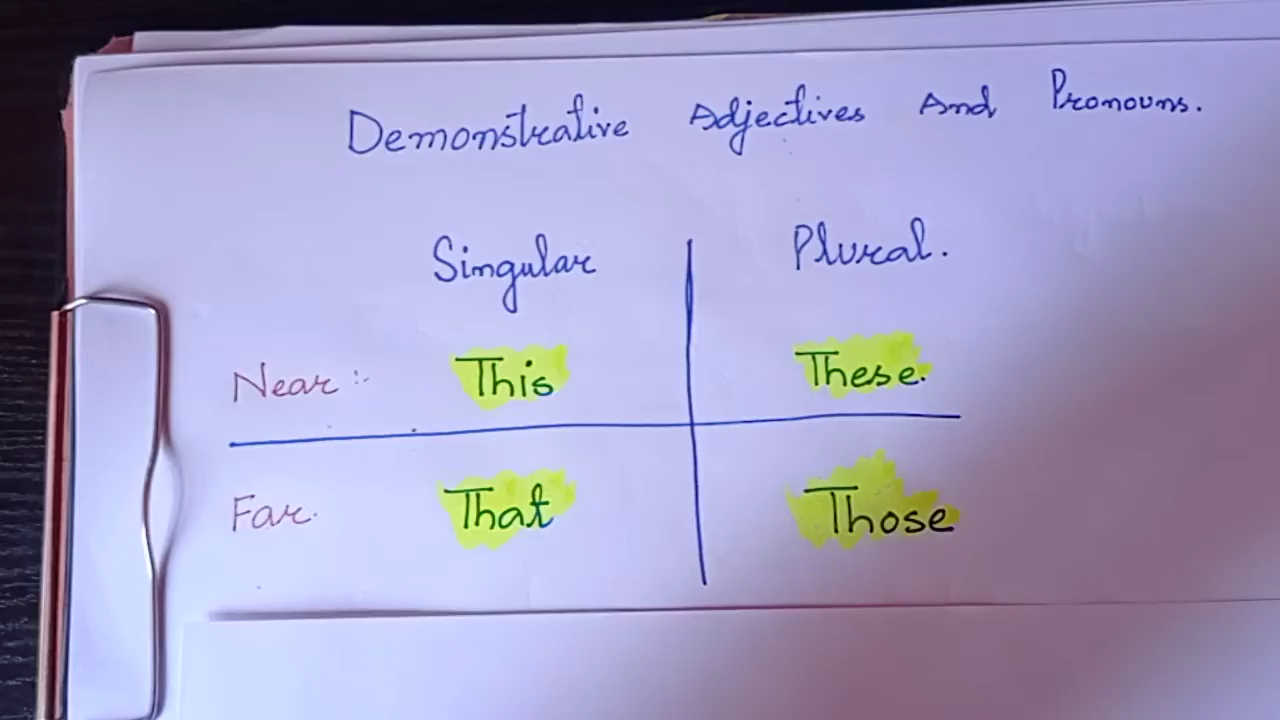 Demonstrative Adjectives And Pronouns.
Singular Plural.
Near :- This These.
Far. That Those